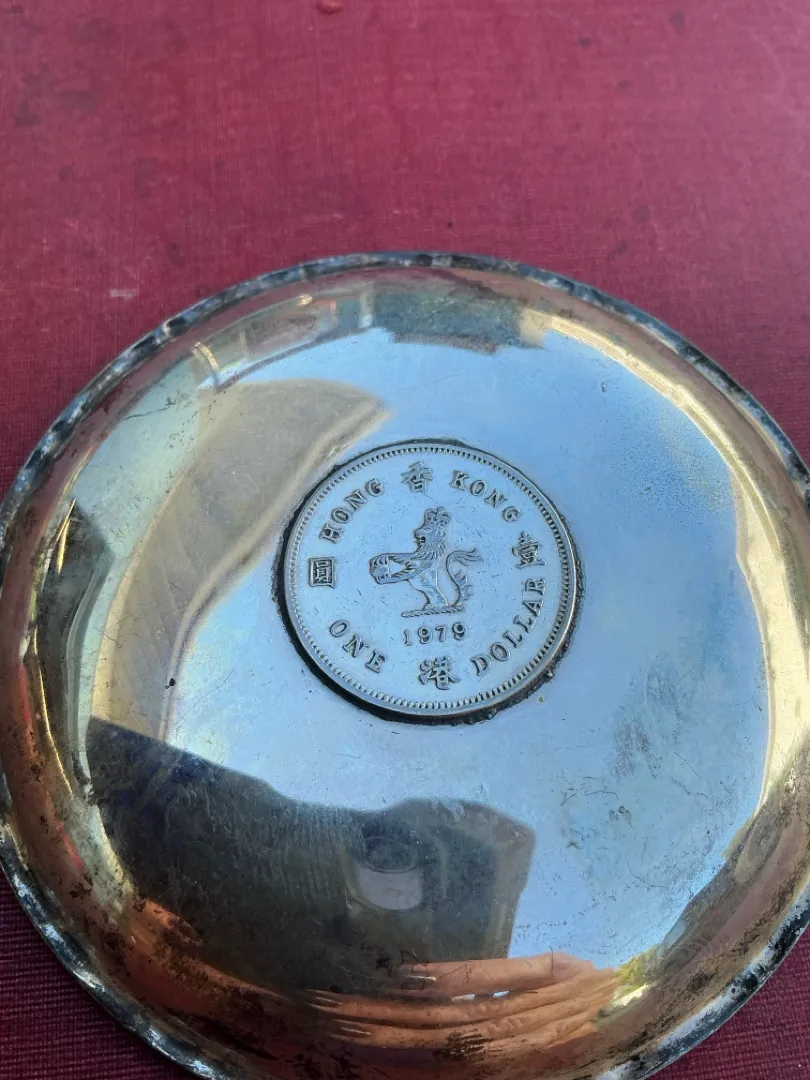 HONG 香 KONG
圓 壹
1979
ONE 港 DOLLAR